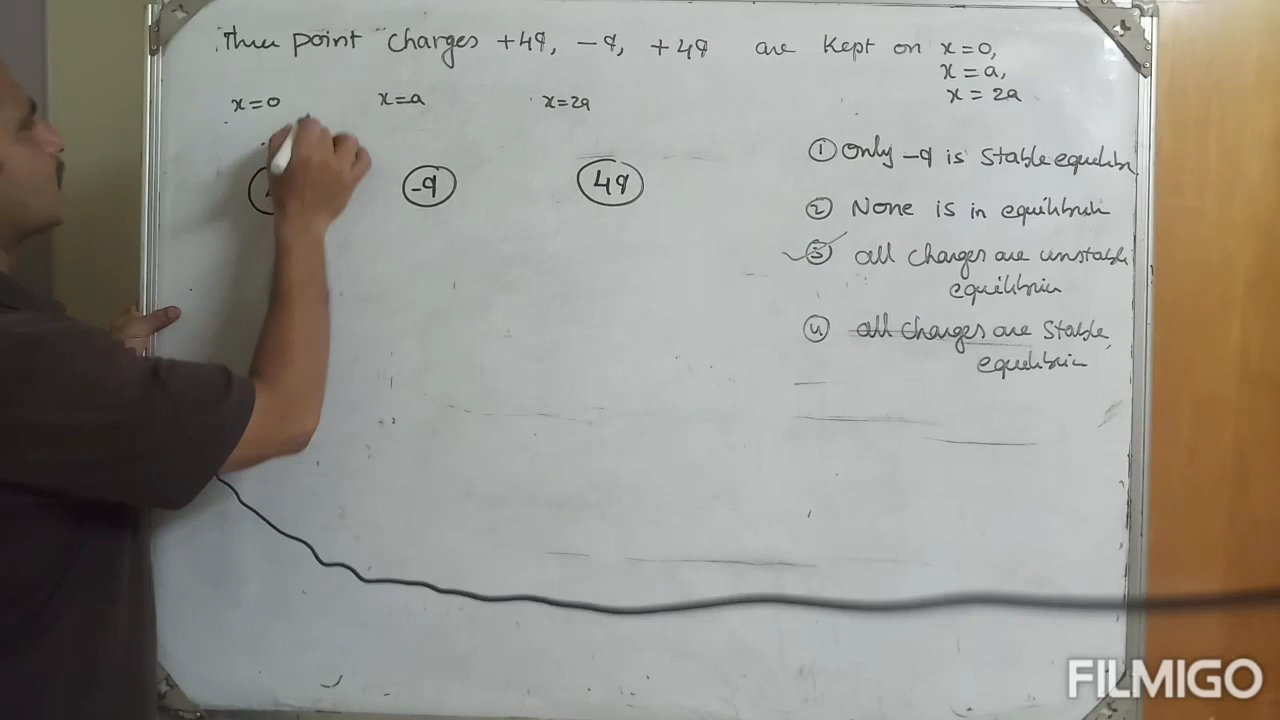 Three point charges +4q, -q, +4q are kept on x=0,
x=a,
x=2a
x=0 x=a x=2a
-q 4q
① Only -q is stable equilibri
② None is in equilibrium
③ all charges are unstable
equilibrium
④ all charges are stable
equilibrium
FILMIGO